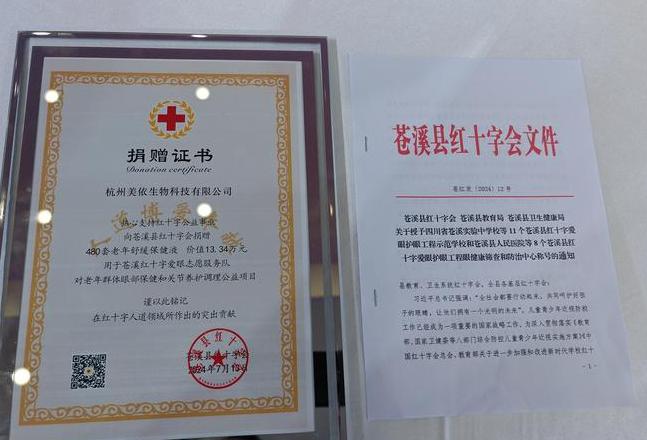 捐赠证书
Donation certificate
杭州美依生物科技有限公司
热心支持红十字公益事业
向苍溪县红十字会捐赠
480套老年舒缓保健液 价值13.34万元
用于苍溪红十字爱眼志愿服务队
对老年群体眼部保健和关节养护调理公益项目
谨以此铭记
在红十字人道领域所作出的突出贡献
苍溪县红十字会
2024年7月13日
苍溪县红十字会文件
苍红发〔2024〕12号
苍溪县红十字会 苍溪县教育局 苍溪县卫生健康局
关于授予四川省苍溪实验中学校等11个苍溪县红十字
爱眼护眼工程示范学校和苍溪县人民医院等8个苍溪县红
十字爱眼护眼工程眼健康筛查和防治中心称号的通知
县教育、卫生系统红十字会，全县各基层红十字会：
习近平总书记强调：“全社会都要行动起来，共同呵护好孩
子的眼睛，让他们拥有一个光明的未来”。儿童青少年近视防控
工作已经成为一项重要的国家战略工作，为深入贯彻落实《教育
部、国家卫健委等八部门综合防控儿童青少年近视实施方案》《中
国红十字会总会、教育部关于进一步加强和改进新时代学校红十
- 1 -